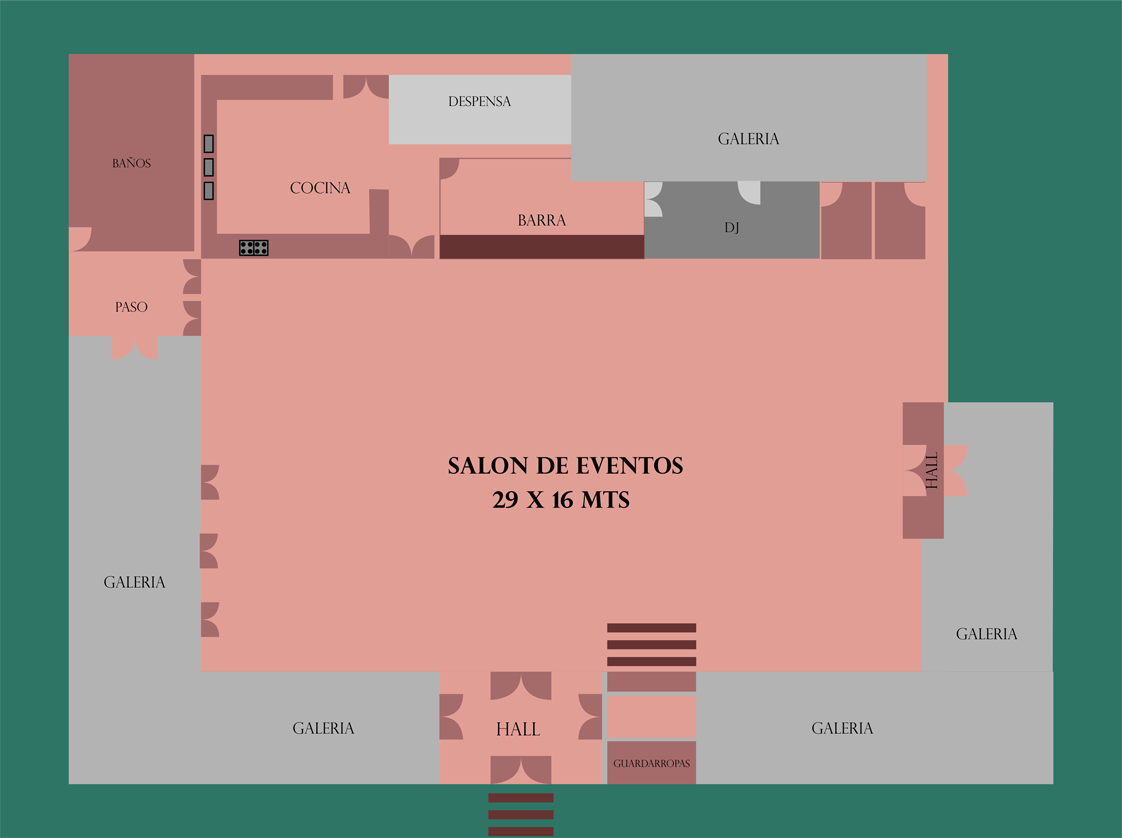 DESPENSA
GALERIA
BAÑOS
COCINA
BARRA
DJ
PASO
SALON DE EVENTOS
29 X 16 MTS
HALL
GALERIA
GALERIA
GALERIA
HALL
GALERIA
GUARDARROPAS